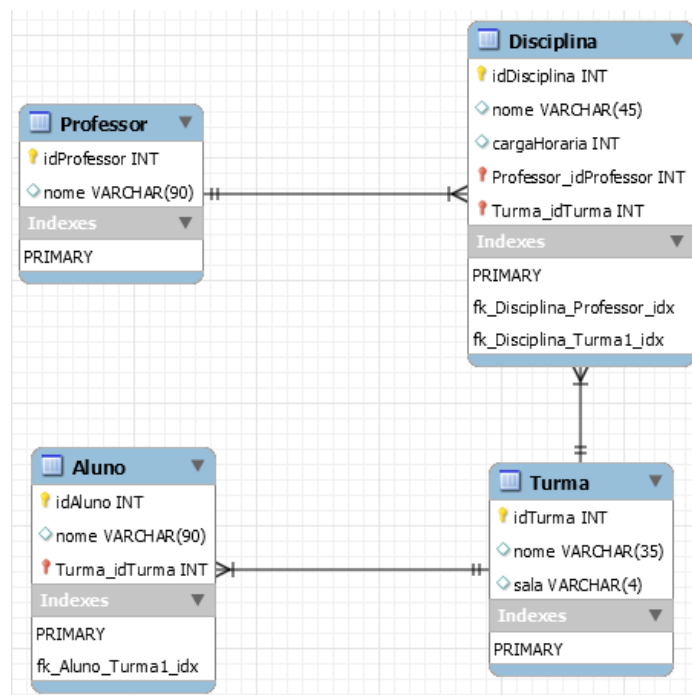 Professor
idProfessor INT
nome VARCHAR(90)
Indexes
PRIMARY
Disciplina
idDisciplina INT
nome VARCHAR(45)
cargaHoraria INT
Professor_idProfessor INT
Turma_idTurma INT
Indexes
PRIMARY
fk_Disciplina_Professor_idx
fk_Disciplina_Turma1_idx
Aluno
idAluno INT
nome VARCHAR(90)
Turma_idTurma INT
Indexes
PRIMARY
fk_Aluno_Turma1_idx
Turma
idTurma INT
nome VARCHAR(35)
sala VARCHAR(4)
Indexes
PRIMARY